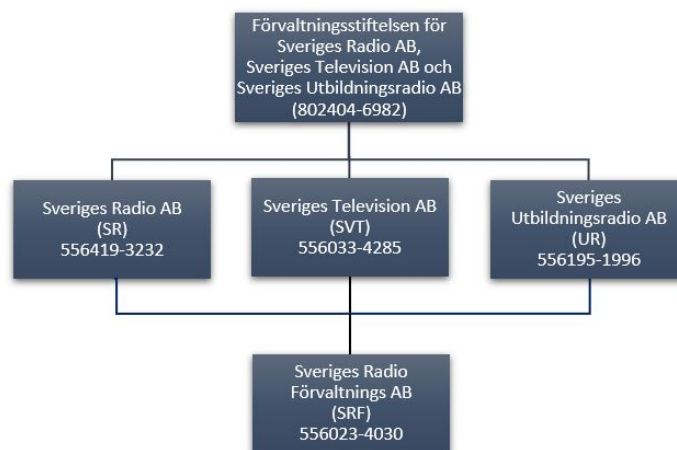 Förvaltningsstiftelsen för
Sveriges Radio AB,
Sveriges Television AB och
Sveriges Utbildningsradio AB
(802404-6982)
Sveriges Radio AB
(SR)
556419-3232
Sveriges Television AB
(SVT)
556033-4285
Sveriges
Utbildningsradio AB
(UR)
556195-1996
Sveriges Radio
Förvaltnings AB
(SRF)
556023-4030